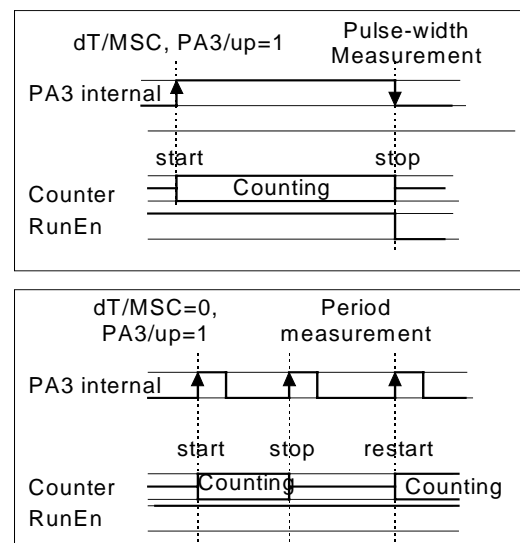 dT/MSC, PA3/up=1
Pulse-width
Measurement
PA3 internal
start
stop
Counter
Counting
RunEn
dT/MSC=0,
PA3/up=1
Period
measurement
PA3 internal
start
stop
restart
Counter
Counting
Counting
RunEn